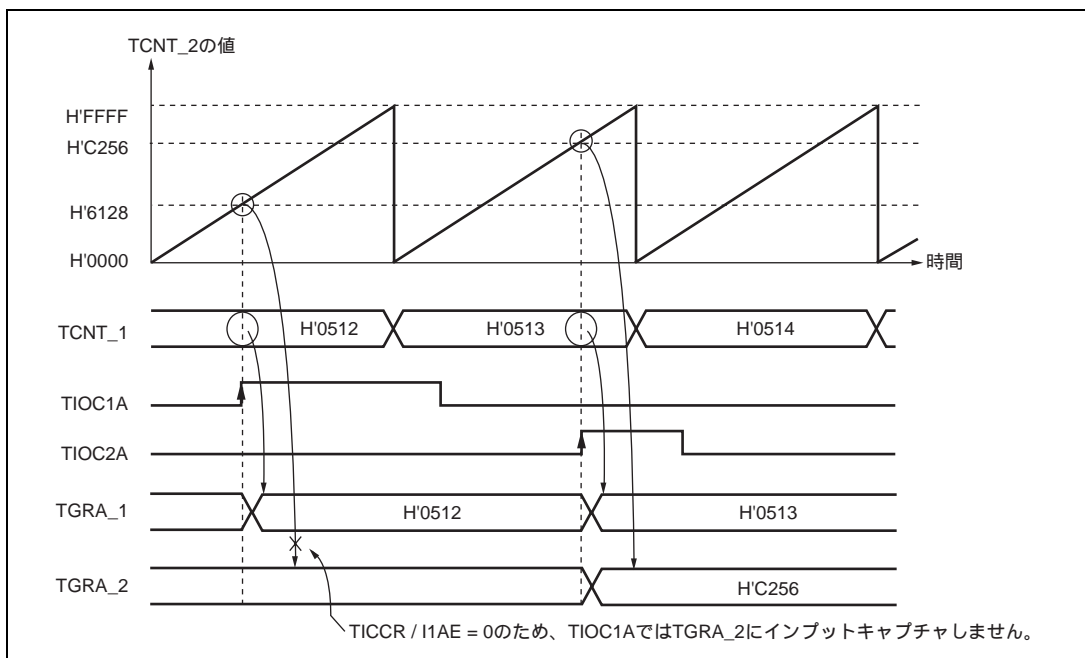 TCNT_2の値
H'FFFF
H'C256
H'6128
H'0000
時間
TCNT_1
H'0512
H'0513
H'0514
TIOC1A
TIOC2A
TGRA_1
H'0512
H'0513
TGRA_2
H'C256
TICCR / I1AE = 0のため、TIOC1AではTGRA_2にインプットキャプチャしません。